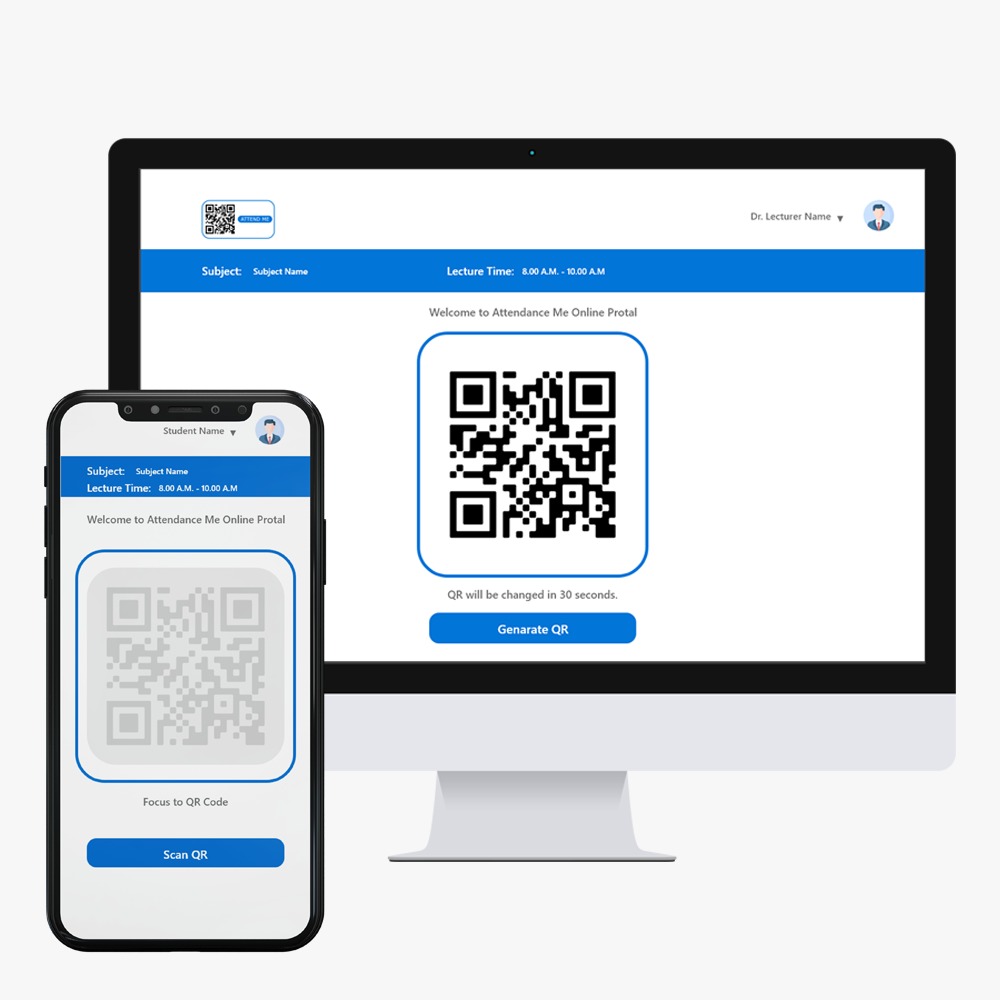 ATTEND ME
Dr. Lecturer Name
Subject: Subject Name
Lecture Time: 8.00 A.M. - 10.00 A.M
Welcome to Attendance Me Online Protal
QR will be changed in 30 seconds.
Genarate QR
Student Name
Subject: Subject Name
Lecture Time: 8.00 A.M. - 10.00 A.M
Welcome to Attendance Me Online Protal
Focus to QR Code
Scan QR